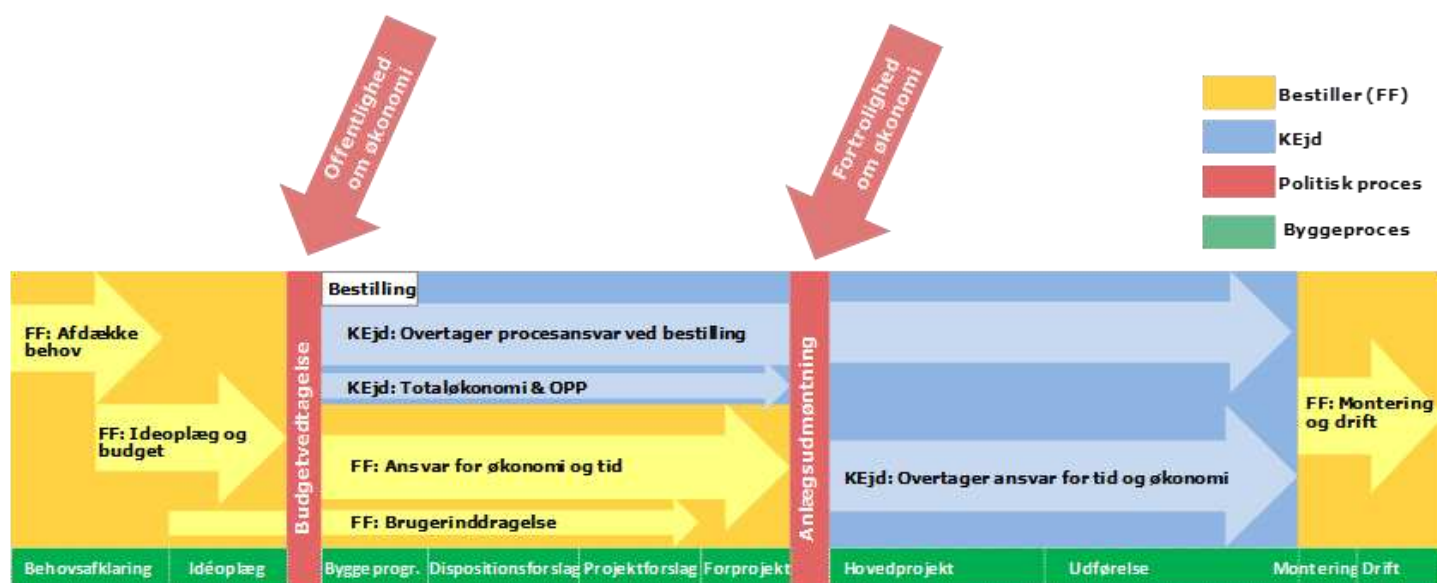 Offentlighed
om økonomi
Fortrolighed
om økonomi
Bestiller (FF)
KEjd
Politisk proces
Byggeproces
Budgetvedtagelse
Anlægsudmøntning
Bestilling
FF: Afdække
behov
KEjd: Overtager procesansvar ved bestilling
KEjd: Totaløkonomi & OPP
FF: Ideoplæg og
budget
FF: Ansvar for økonomi og tid
FF: Brugerinddragelse
KEjd: Overtager ansvar for tid og økonomi
FF: Montering
og drift
Behovsafklaring Idéoplæg Byggeprogr. Dispositionsforslag Projektforslag Forprojekt Hovedprojekt Udførelse Montering Drift